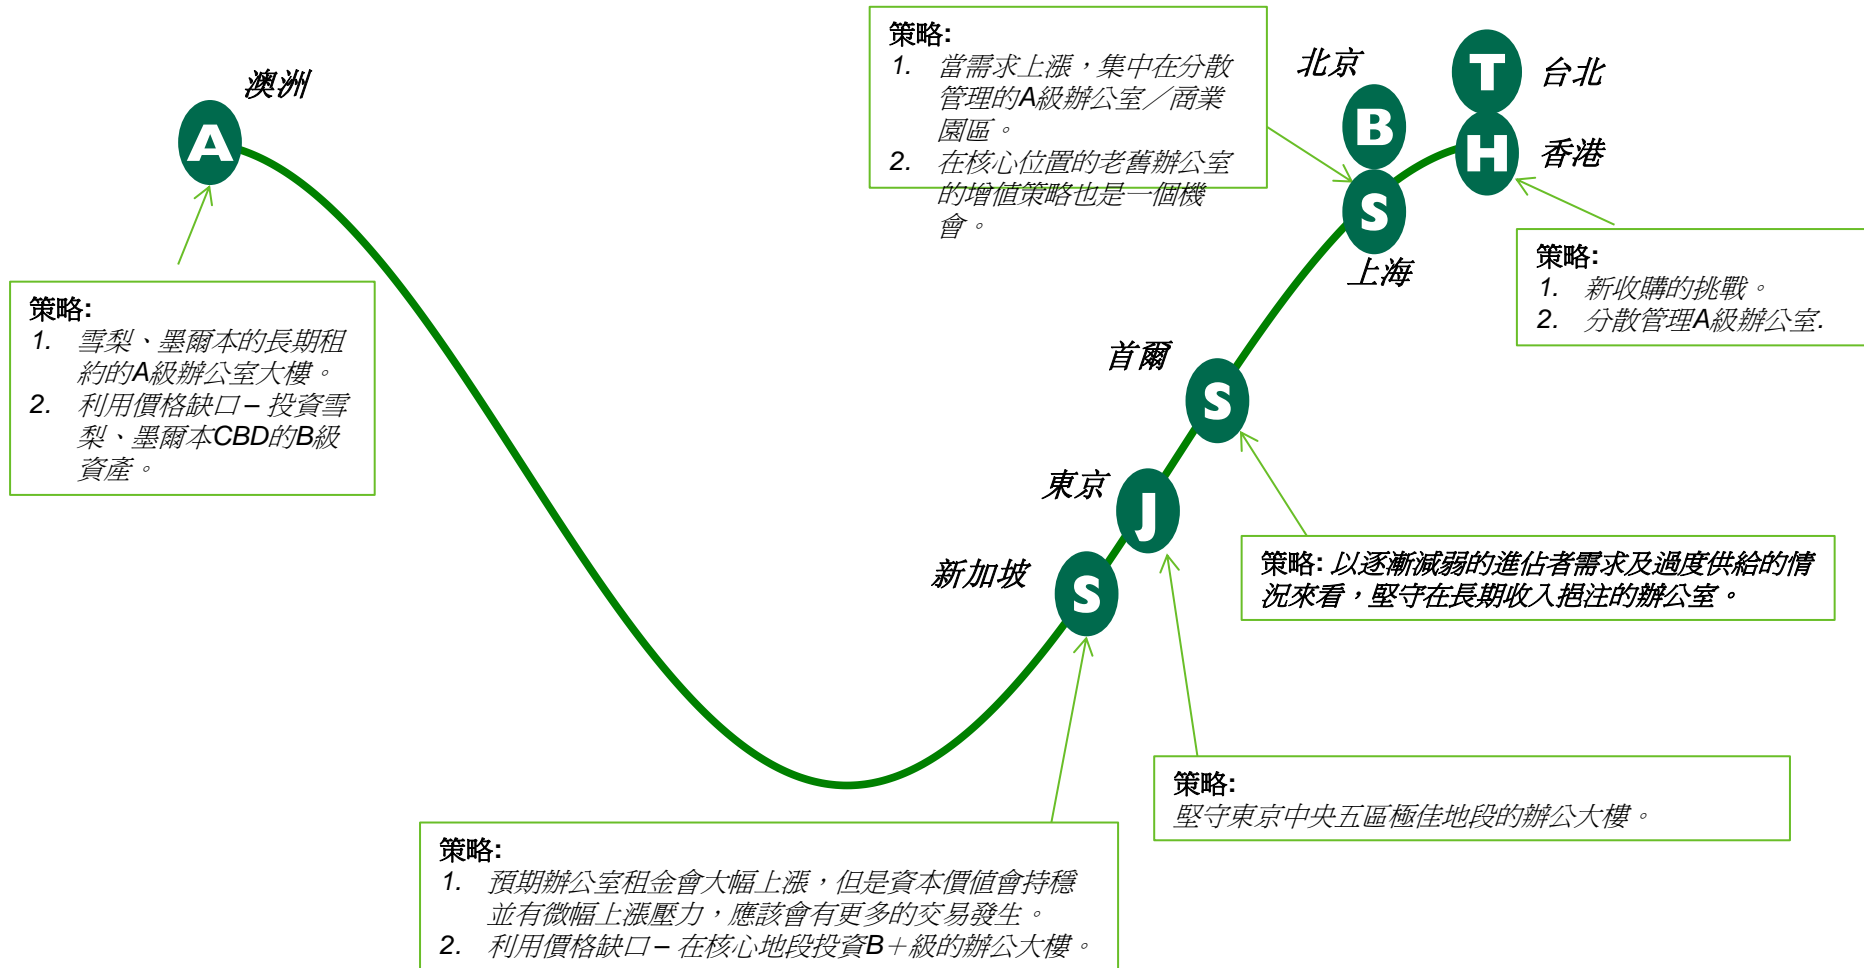 澳洲
A
策略:
1. 雪梨、墨爾本的長期租
約的A級辦公室大樓。
2. 利用價格缺口 – 投資雪
梨、墨爾本CBD的B級
資產。
策略:
1. 當需求上漲，集中在分散
管理的A級辦公室／商業
園區。
2. 在核心位置的老舊辦公室
的增值策略也是一個機
會。
北京
B
S
上海
T
台北
H
香港
策略:
1. 新收購的挑戰。
2. 分散管理A級辦公室.
首爾
S
策略: 以逐漸減弱的進佔者需求及過度供給的情
況來看，堅守在長期收入挹注的辦公室。
東京
J
策略:
堅守東京中央五區極佳地段的辦公大樓。
新加坡
S
策略:
1. 預期辦公室租金會大幅上漲，但是資本價值會持穩
並有微幅上漲壓力，應該會有更多的交易發生。
2. 利用價格缺口 – 在核心地段投資B＋級的辦公大樓。